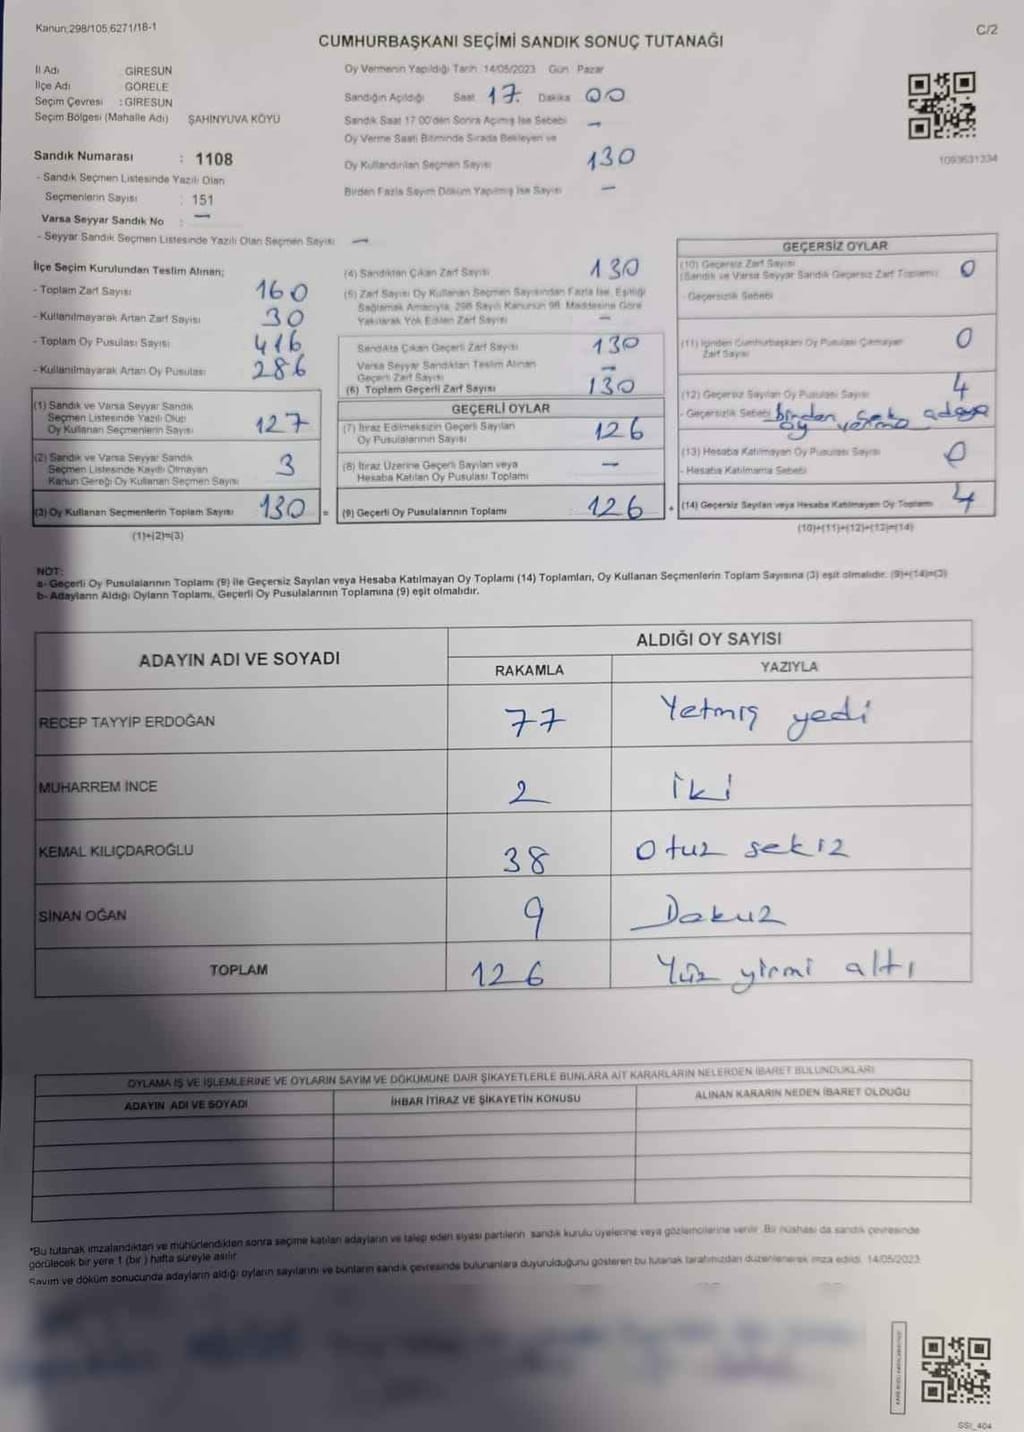 Kanun:298/105,6271/18-1
C/2
CUMHURBAŞKANI SEÇİMİ SANDIK SONUÇ TUTANAĞI
İl Adı GİRESUN
İlçe Adı GÖRELE
Seçim Çevresi : GİRESUN
Seçim Bölgesi (Mahalle Adı) ŞAHİNYUVA KÖYÜ
Sandık Numarası : 1108
- Sandık Seçmen Listesinde Yazılı Olan
Seçmenlerin Sayısı : 151
Varsa Seyyar Sandık No : —
- Seyyar Sandık Seçmen Listesinde Yazılı Olan Seçmen Sayısı —
Oy Vermenin Yapıldığı Tarih 14/05/2023 Gün : Pazar
Sandığın Açıldığı Saat 17: Dakika 00
Sandık Saat 17.00'den Sonra Açılmış İse Sebebi —
Oy Verme Saati Bitiminde Sırada Bekleyen ve
Oy Kullandırılan Seçmen Sayısı 130
Birden Fazla Sayım Döküm Yapılmış İse Sayısı —
1093631334
İlçe Seçim Kurulundan Teslim Alınan;
- Toplam Zarf Sayısı 160
- Kullanılmayarak Artan Zarf Sayısı 30
- Toplam Oy Pusulası Sayısı 416
- Kullanılmayarak Artan Oy Pusulası 286
(1) Sandık ve Varsa Seyyar Sandık
Seçmen Listesinde Yazılı Olup
Oy Kullanan Seçmenlerin Sayısı 127
(2) Sandık ve Varsa Seyyar Sandık
Seçmen Listesinde Kayıtlı Olmayan
Kanun Gereği Oy Kullanan Seçmen Sayısı 3
(3) Oy Kullanan Seçmenlerin Toplam Sayısı 130 =
(1)+(2)=(3)
(4) Sandıktan Çıkan Zarf Sayısı 130
(5) Zarf Sayısı Oy Kullanan Seçmen Sayısından Fazla İse, Eşitliği
Sağlamak Amacıyla, 298 Sayılı Kanunun 98. Maddesine Göre
Yakılarak Yok Edilen Zarf Sayısı —
Sandıkta Çıkan Geçerli Zarf Sayısı 130
Varsa Seyyar Sandıktan Teslim Alınan
Geçerli Zarf Sayısı —
(6) Toplam Geçerli Zarf Sayısı 130
GEÇERLİ OYLAR
(7) İtiraz Edilmeksizin Geçerli Sayılan
Oy Pusulalarının Sayısı 126
(8) İtiraz Üzerine Geçerli Sayılan veya
Hesaba Katılan Oy Pusulası Toplamı —
(9) Geçerli Oy Pusulalarının Toplamı : 126 +
GEÇERSİZ OYLAR
(10) Geçersiz Zarf Sayısı
(Sandık ve Varsa Seyyar Sandık Geçersiz Zarf Toplamı) 0
- Geçersizlik Sebebi
(11) İçinden Cumhurbaşkanı Oy Pusulası Çıkmayan
Zarf Sayısı 0
(12) Geçersiz Sayılan Oy Pusulası Sayısı 4
- Geçersizlik Sebebi birden çok adaya
oy verme
(13) Hesaba Katılmayan Oy Pusulası Sayısı 0
- Hesaba Katılmama Sebebi
(14) Geçersiz Sayılan veya Hesaba Katılmayan Oy Toplamı 4
(10)+(11)+(12)+(13)=(14)
NOT:
a- Geçerli Oy Pusulalarının Toplamı (9) ile Geçersiz Sayılan veya Hesaba Katılmayan Oy Toplamı (14) Toplamları, Oy Kullanan Seçmenlerin Toplam Sayısına (3) eşit olmalıdır. (9)+(14)=(3)
b- Adayların Aldığı Oyların Toplamı, Geçerli Oy Pusulalarının Toplamına (9) eşit olmalıdır.
ADAYIN ADI VE SOYADI
ALDIĞI OY SAYISI
RAKAMLA YAZIYLA
RECEP TAYYİP ERDOĞAN 77 Yetmiş yedi
MUHARREM İNCE 2 İki
KEMAL KILIÇDAROĞLU 38 Otuz sekiz
SİNAN OĞAN 9 Dokuz
TOPLAM 126 Yüz yirmi altı
OYLAMA İŞ VE İŞLEMLERİNE VE OYLARIN SAYIM VE DÖKÜMÜNE DAİR ŞİKAYETLERLE BUNLARA AİT KARARLARIN NELERDEN İBARET BULUNDUKLARI
ADAYIN ADI VE SOYADI İHBAR İTİRAZ VE ŞİKAYETİN KONUSU ALINAN KARARIN NEDEN İBARET OLDUĞU
*Bu tutanak imzalandıktan ve mühürlendikten sonra seçime katılan adayların ve talep eden siyasi partilerin sandık kurulu üyelerine veya gözlemcilerine verilir. Bir nüshası da sandık çevresinde
görülecek bir yere 1 (bir) hafta süreyle asılır.
Sayım ve döküm sonucunda adayların aldığı oyların sayılarını ve bunların sandık çevresinde bulunanlara duyurulduğunu gösteren bu tutanak tarafımızdan düzenlenerek imza edildi. 14/05/2023
SSI_404